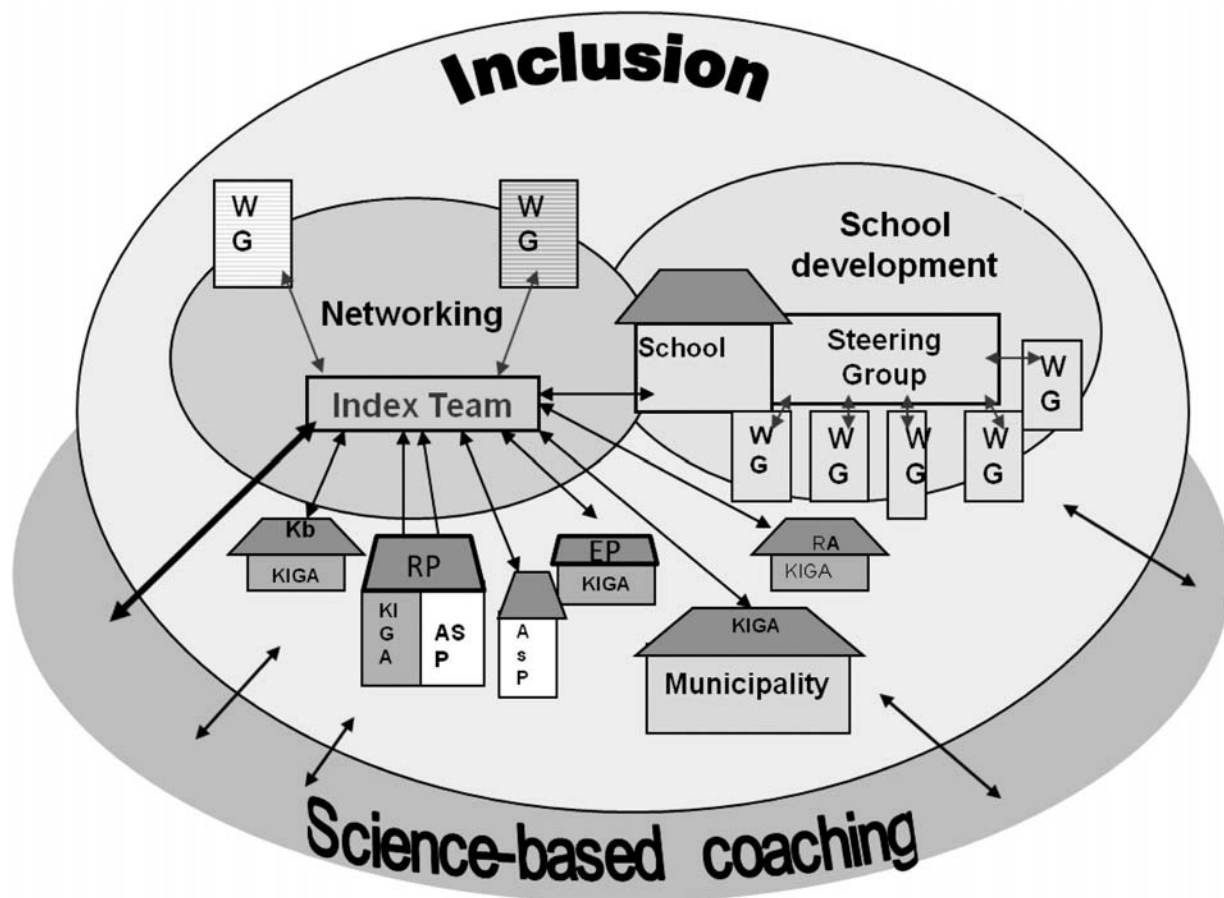 Inclusion
W
G
W
G
School
development
Networking
School
Steering
Group
Index Team
W
G
W
G
W
G
W
G
W
G
Kb
KIGA
RP
KI
G
A
AS
P
A
s
P
EP
KIGA
RA
KIGA
KIGA
Municipality
Science-based coaching